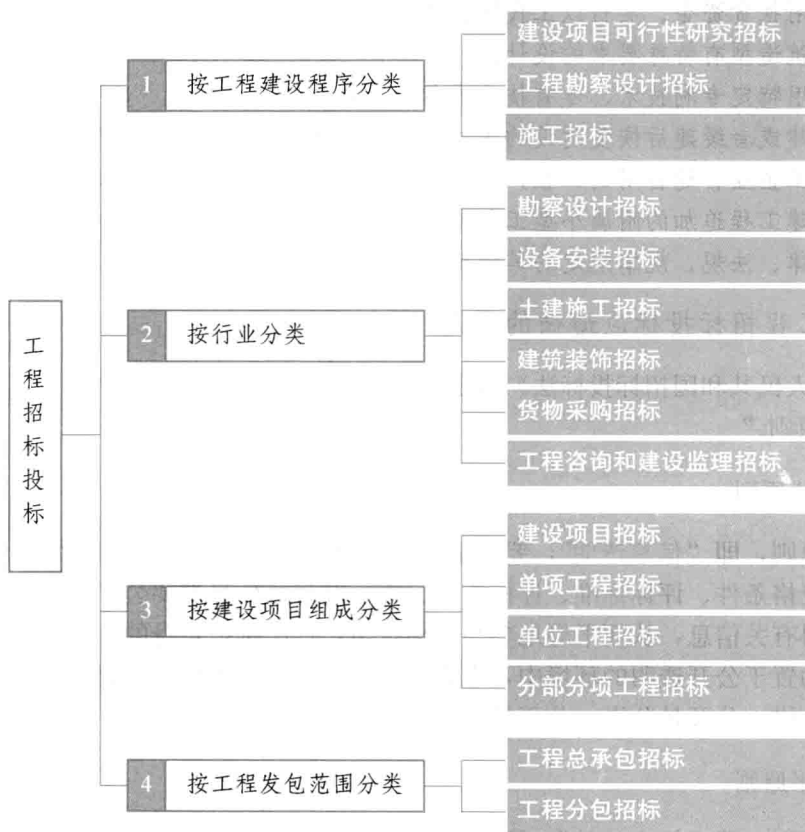 工程招标投标
1 按工程建设程序分类
建设项目可行性研究招标
工程勘察设计招标
施工招标
2 按行业分类
勘察设计招标
设备安装招标
土建施工招标
建筑装饰招标
货物采购招标
工程咨询和建设监理招标
3 按建设项目组成分类
建设项目招标
单项工程招标
单位工程招标
分部分项工程招标
4 按工程发包范围分类
工程总承包招标
工程分包招标